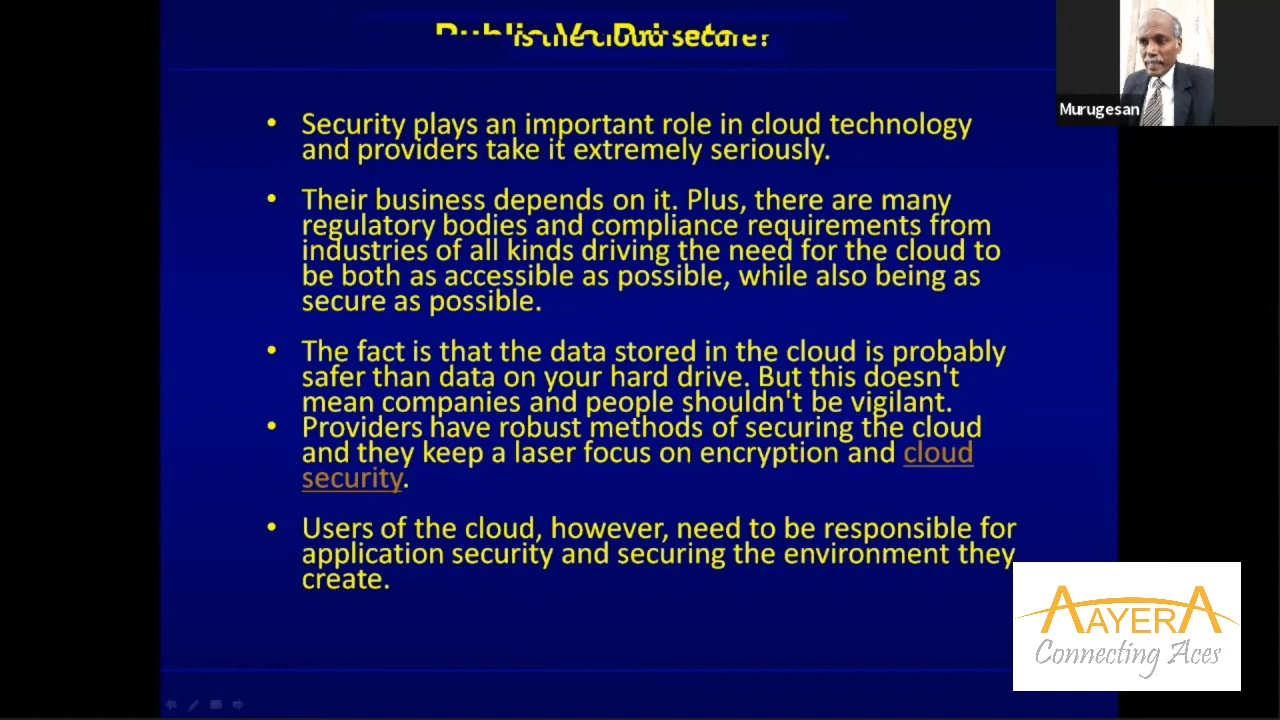 Murugesan
• Security plays an important role in cloud technology
and providers take it extremely seriously.
• Their business depends on it. Plus, there are many
regulatory bodies and compliance requirements from
industries of all kinds driving the need for the cloud to
be both as accessible as possible, while also being as
secure as possible.
• The fact is that the data stored in the cloud is probably
safer than data on your hard drive. But this doesn't
mean companies and people shouldn't be vigilant.
• Providers have robust methods of securing the cloud
and they keep a laser focus on encryption and cloud
security.
• Users of the cloud, however, need to be responsible for
application security and securing the environment they
create.
AAYERA
Connecting Aces